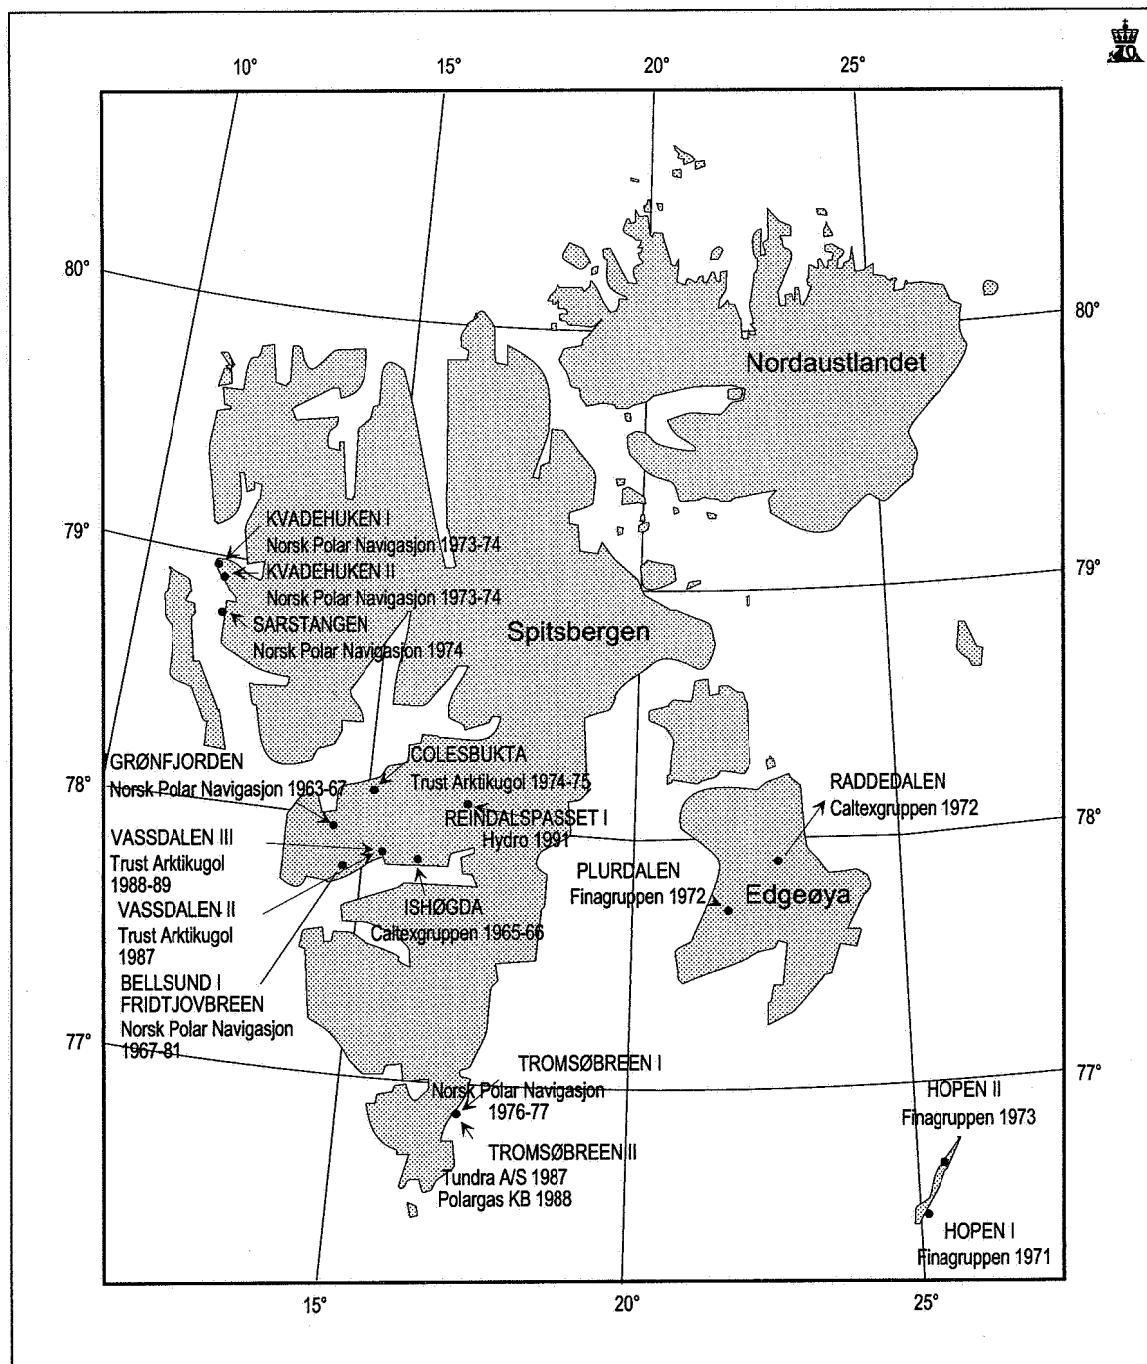 10° 15° 20° 25°
80° 80°
Nordaustlandet
79° 79°
KVADEHUKEN I
Norsk Polar Navigasjon 1973-74
KVADEHUKEN II
Norsk Polar Navigasjon 1973-74
SARSTANGEN
Norsk Polar Navigasjon 1974
Spitsbergen
GRØNFJORDEN
Norsk Polar Navigasjon 1963-67
COLESBUKTA
Trust Arktikugol 1974-75
REINDALSPASSET I
Hydro 1991
RADDEDALEN
Caltexgruppen 1972
78° 78°
VASSDALEN III
Trust Arktikugol
1988-89
VASSDALEN II
Trust Arktikugol
1987
ISHØGDA
Caltexgruppen 1965-66
PLURDALEN
Finagruppen 1972
Edgeøya
BELLSUND I
FRIDTJOVBREEN
Norsk Polar Navigasjon
1967-81
77° 77°
TROMSØBREEN I
Norsk Polar Navigasjon
1976-77
TROMSØBREEN II
Tundra A/S 1987
Polargas KB 1988
HOPEN II
Finagruppen 1973
HOPEN I
Finagruppen 1971
15° 20° 25°